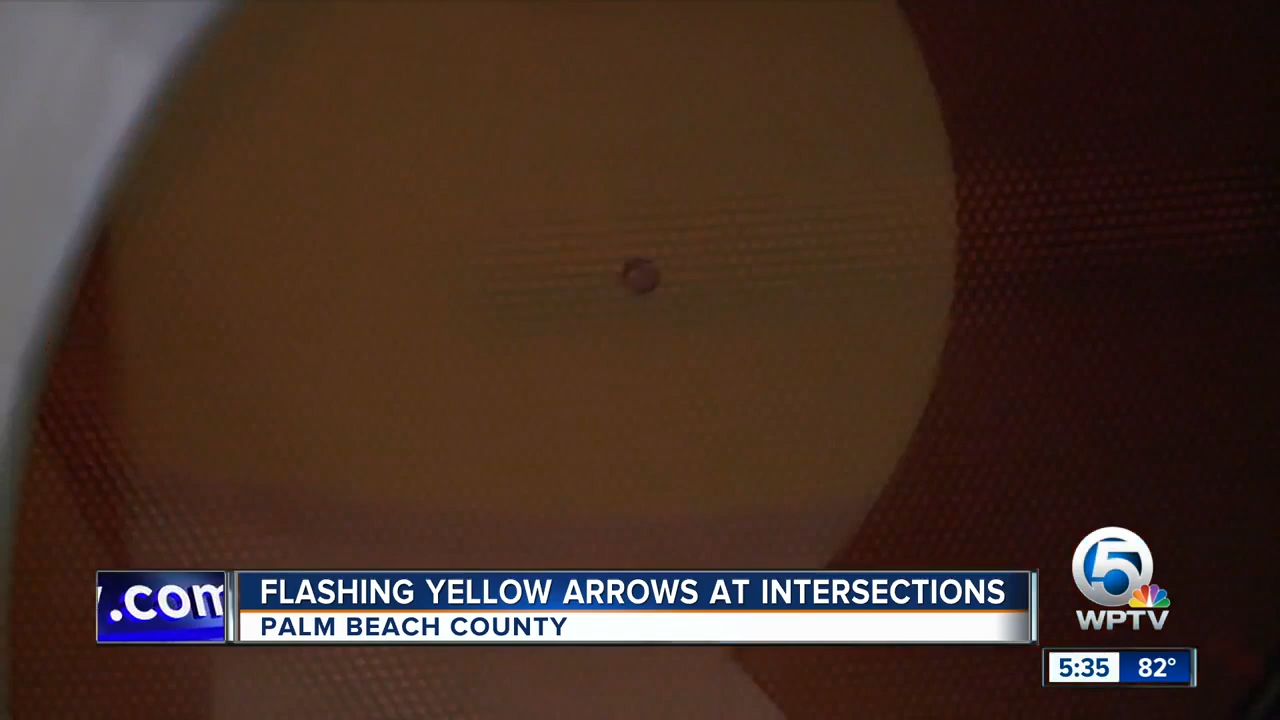 .com
FLASHING YELLOW ARROWS AT INTERSECTIONS
PALM BEACH COUNTY
5
WPTV
5:35 82°